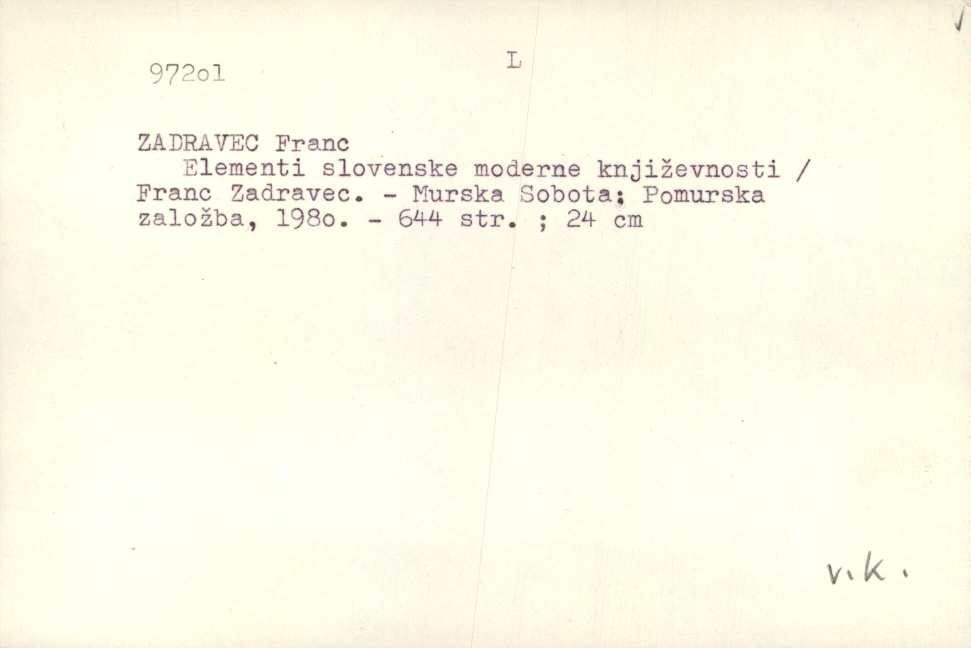 972o1
L
ZADRAVEC Franc
Elementi slovenske moderne književnosti /
Franc Zadravec. - Murska Sobota; Pomurska
založba, 198o. - 644 str. ; 24 cm
v.k.